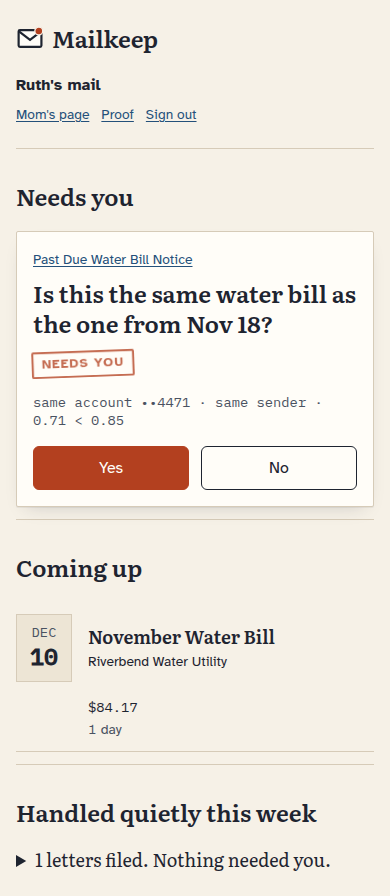 Mailkeep
Ruth's mail
Mom's page Proof Sign out
Needs you
Past Due Water Bill Notice
Is this the same water bill as
the one from Nov 18?
NEEDS YOU
same account ••4471 · same sender ·
0.71 < 0.85
Yes No
Coming up
DEC
10
November Water Bill
Riverbend Water Utility
$84.17
1 day
Handled quietly this week
1 letters filed. Nothing needed you.